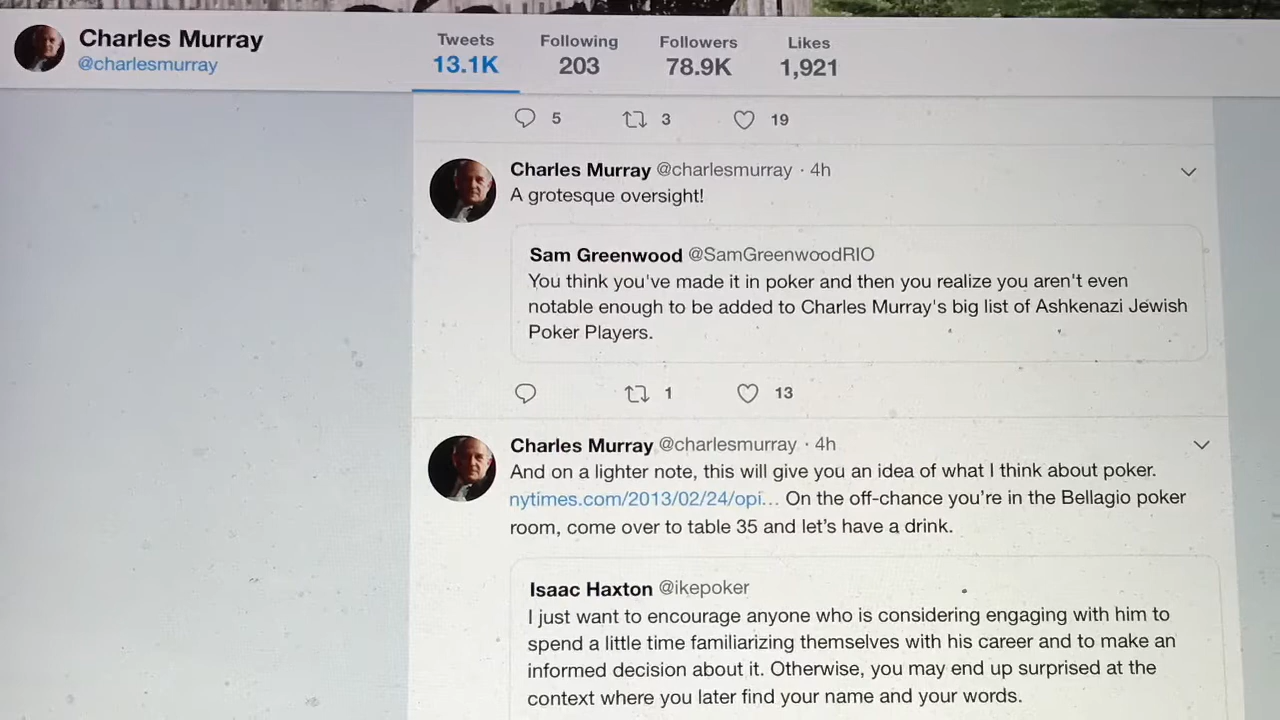 Charles Murray
@charlesmurray
Tweets Following Followers Likes
13.1K 203 78.9K 1,921
5 3 19
Charles Murray @charlesmurray · 4h
A grotesque oversight!
Sam Greenwood @SamGreenwoodRIO
You think you've made it in poker and then you realize you aren't even
notable enough to be added to Charles Murray's big list of Ashkenazi Jewish
Poker Players.
1 13
Charles Murray @charlesmurray · 4h
And on a lighter note, this will give you an idea of what I think about poker.
nytimes.com/2013/02/24/opi... On the off-chance you’re in the Bellagio poker
room, come over to table 35 and let’s have a drink.
Isaac Haxton @ikepoker
I just want to encourage anyone who is considering engaging with him to
spend a little time familiarizing themselves with his career and to make an
informed decision about it. Otherwise, you may end up surprised at the
context where you later find your name and your words.